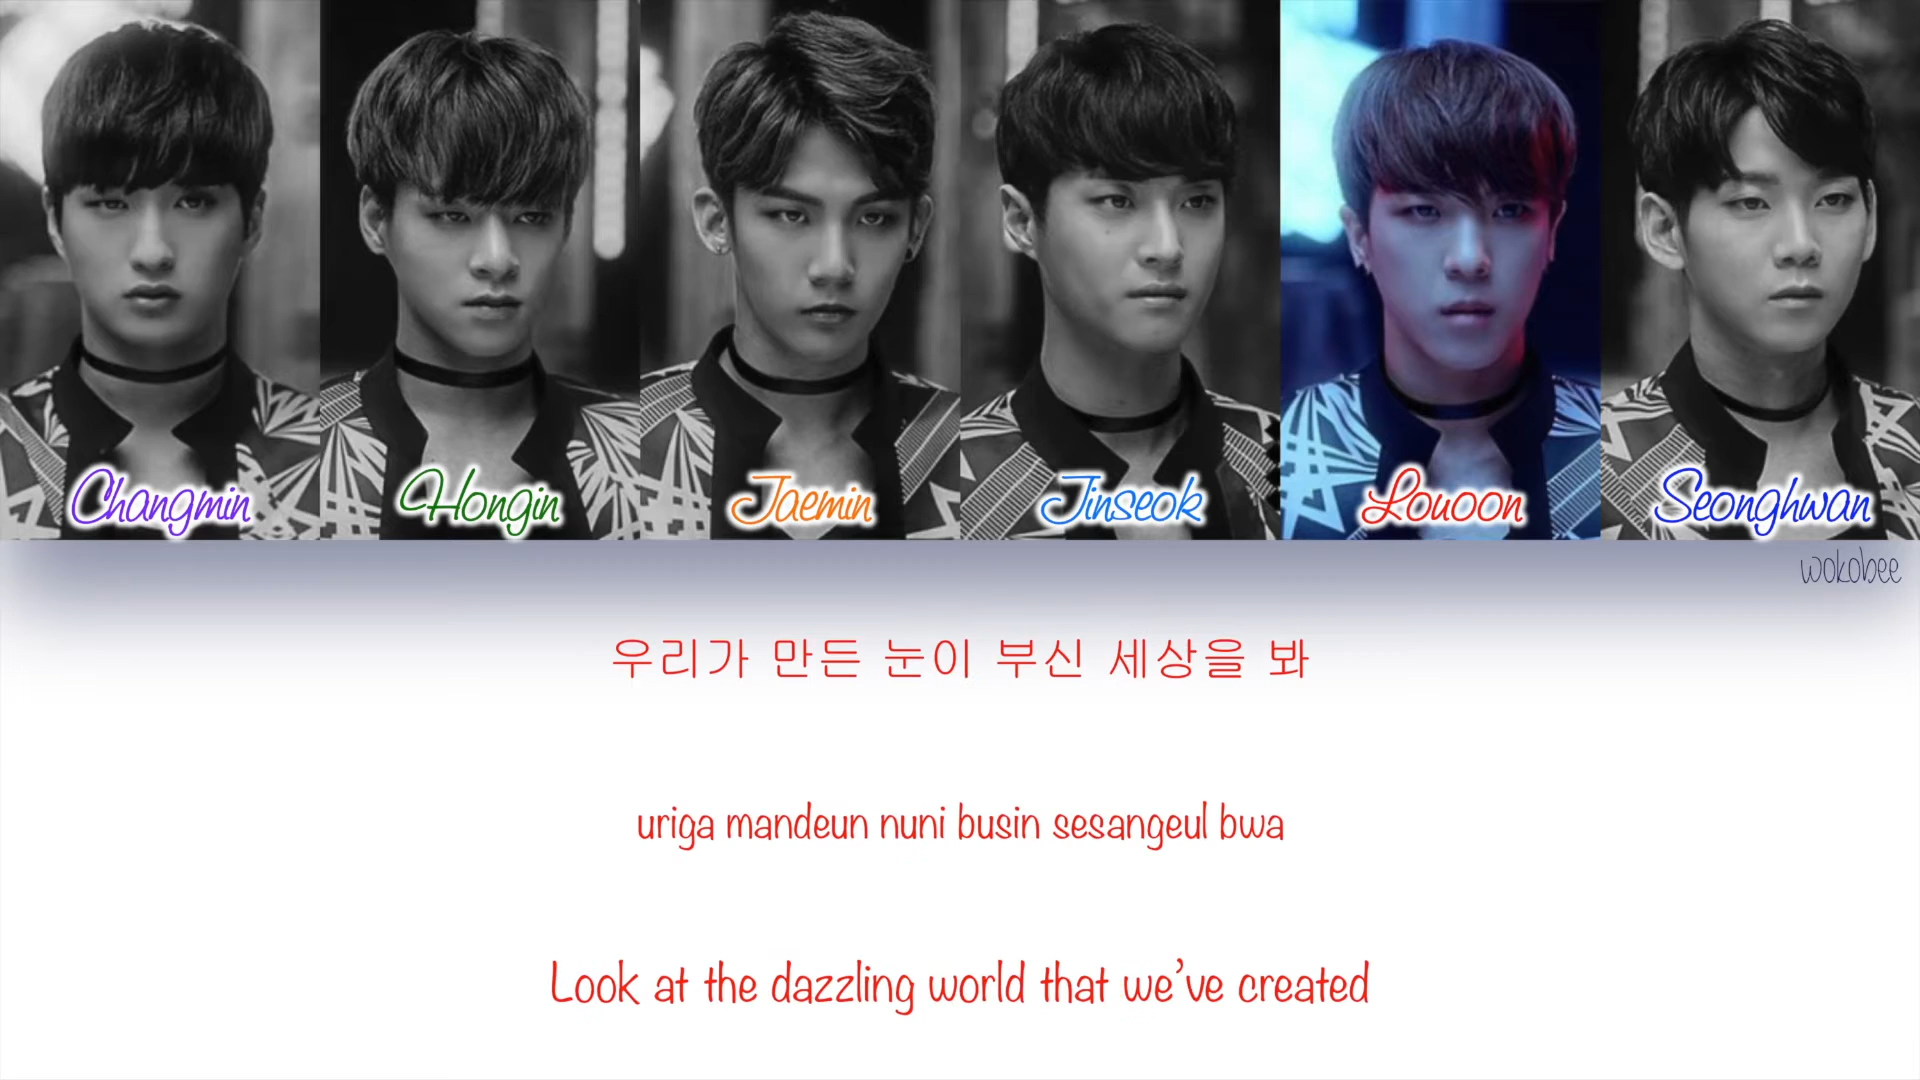 Changmin
Hongin
Jaemin
Jinseok
Louoon
Seonghwan
wokobee
우리가 만든 눈이 부신 세상을 봐
uriga mandeun nuni busin sesangeul bwa
Look at the dazzling world that we’ve created